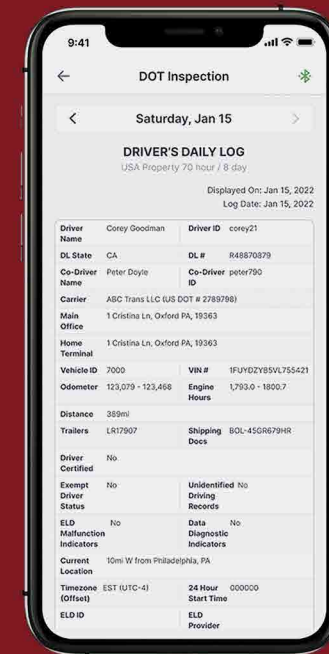 9:41
DOT Inspection
Saturday, Jan 15
DRIVER'S DAILY LOG
USA Property 70 hour / 8 day
Displayed On: Jan 15, 2022
Log Date: Jan 15, 2022
Driver Name Corey Goodman Driver ID corey21
DL State CA DL # R48870879
Co-Driver Name Peter Doyle Co-Driver ID peter790
Carrier ABC Trans LLC (US DOT # 2789798)
Main Office 1 Cristina Ln, Oxford PA, 19363
Home Terminal 1 Cristina Ln, Oxford PA, 19363
Vehicle ID 7000 VIN # 1FUYDZYB5VL755421
Odometer 123,079 - 123,468 Engine Hours 1,793.0 - 1800.7
Distance 389mi
Trailers LR17907 Shipping Docs BOL-45GR679HR
Driver Certified No
Exempt Driver Status No Unidentified Driving Records No
ELD Malfunction Indicators No Data Diagnostic Indicators No
Current Location 10mi W from Philadelphia, PA
Timezone (Offset) EST (UTC-4) 24 Hour Start Time 000000
ELD ID ELD Provider